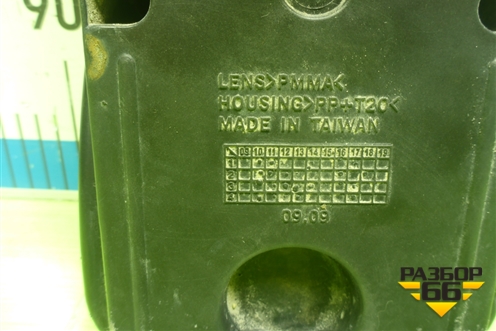 90
LENS>PMMA<
HOUSING>PP+T20<
MADE IN TAIWAN
09 10 11 12 13 14 15 16 17 18 19
1
2
3
4
09.09
РАЗБОР
66